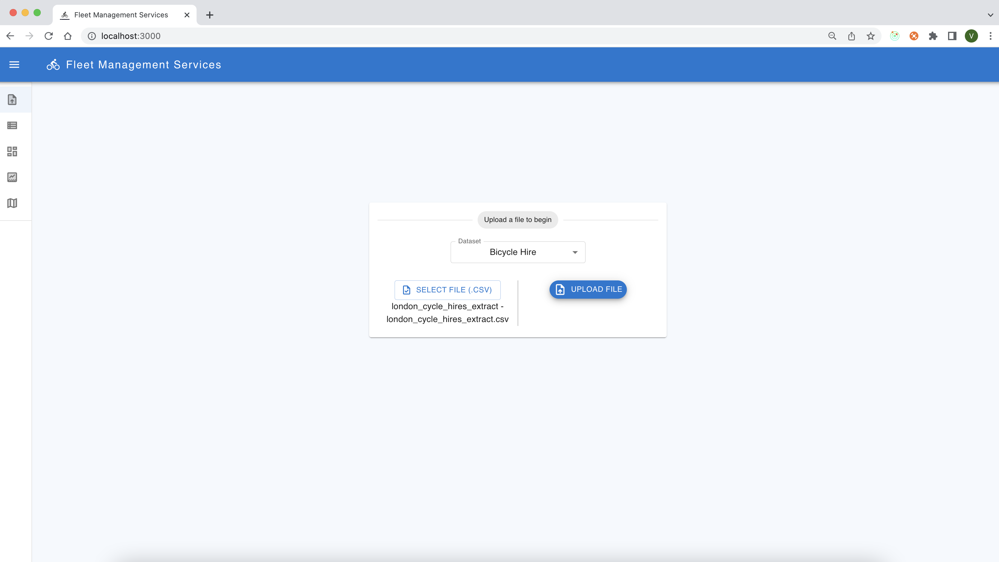 Fleet Management Services
localhost:3000
V
Fleet Management Services
Upload a file to begin
Dataset
Bicycle Hire
SELECT FILE (.CSV)
UPLOAD FILE
london_cycle_hires_extract -
london_cycle_hires_extract.csv